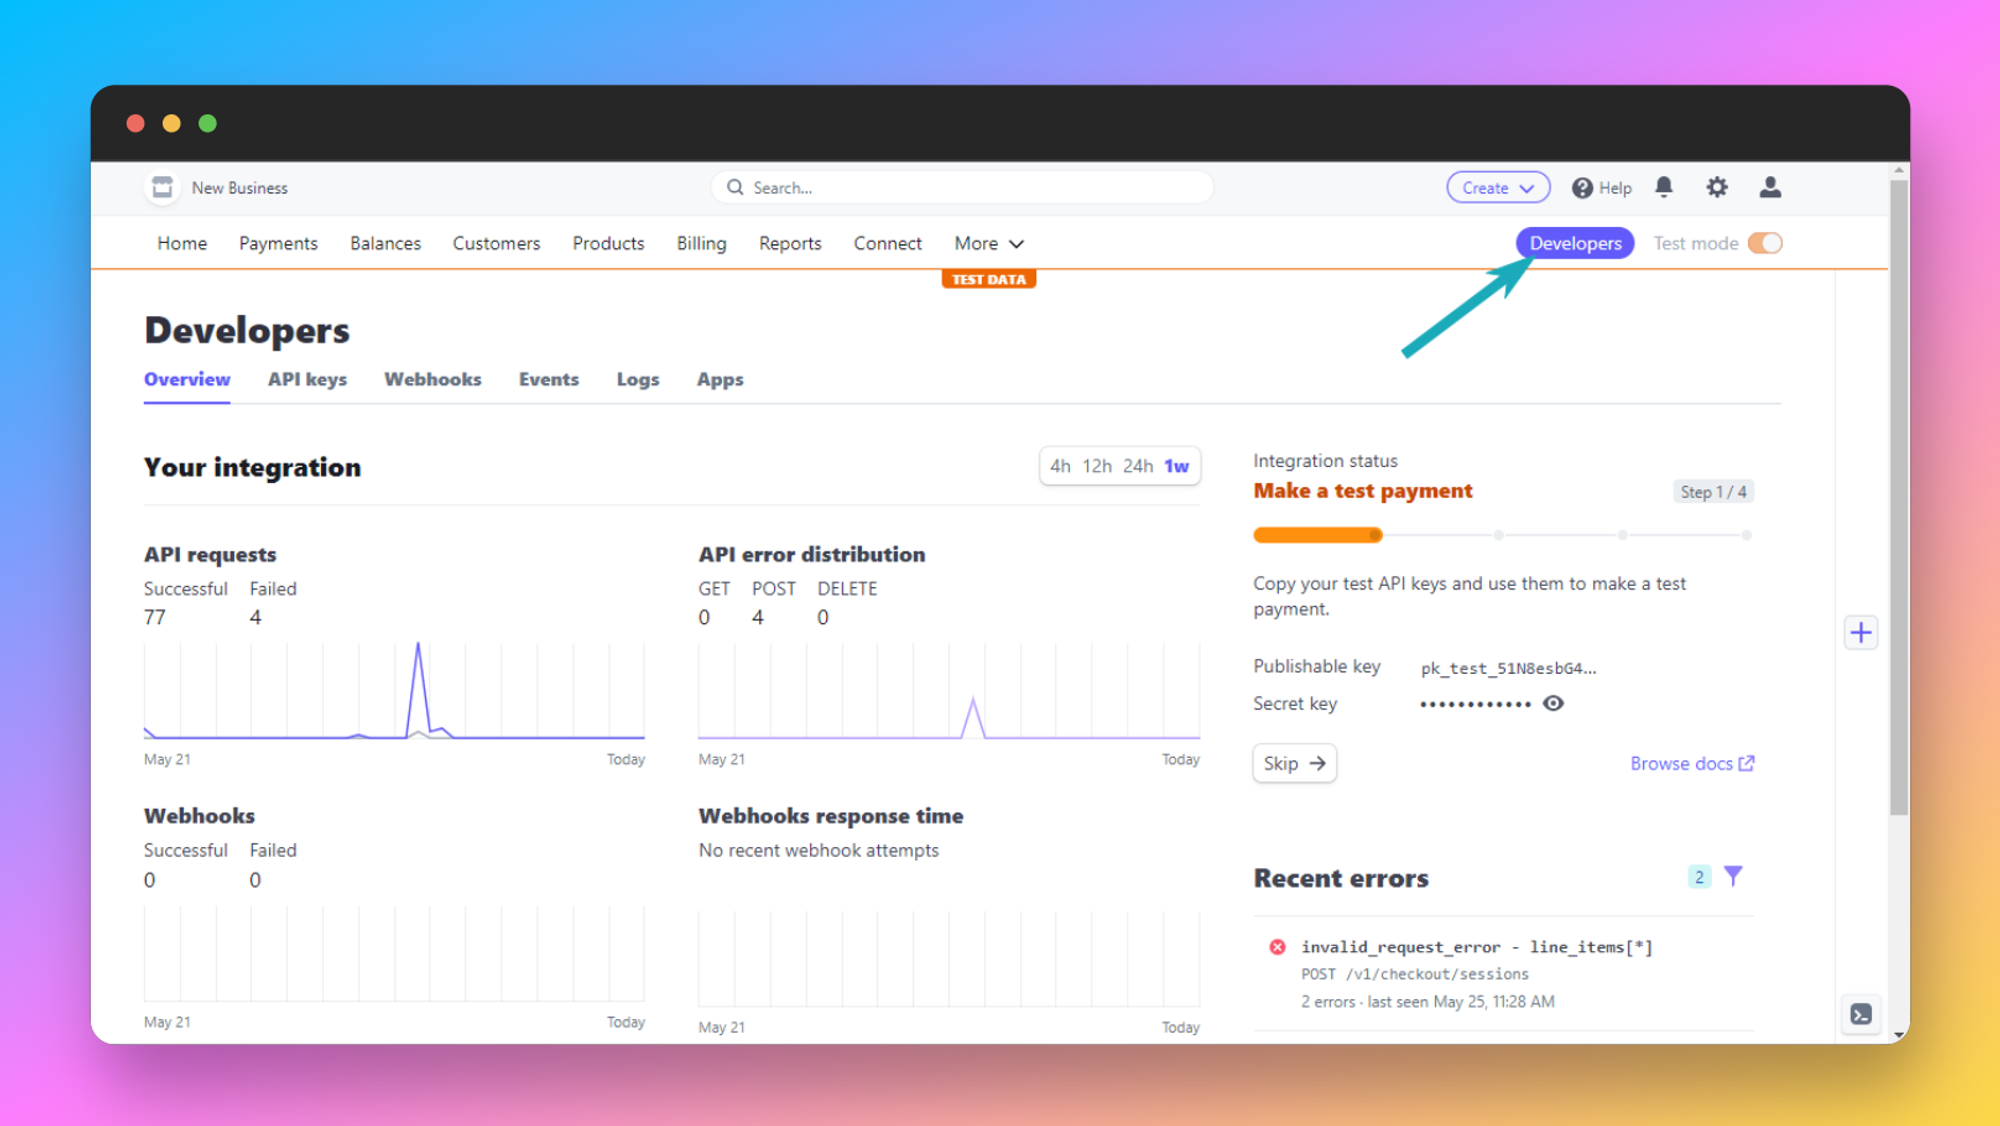 New Business
Search...
Create
Help
Home Payments Balances Customers Products Billing Reports Connect More
Developers Test mode
TEST DATA
Developers
Overview API keys Webhooks Events Logs Apps
Your integration
4h 12h 24h 1w
API requests
Successful Failed
77 4
May 21 Today
API error distribution
GET POST DELETE
0 4 0
May 21 Today
Webhooks
Successful Failed
0 0
May 21 Today
Webhooks response time
No recent webhook attempts
May 21 Today
Integration status
Make a test payment
Step 1 / 4
Copy your test API keys and use them to make a test
payment.
Publishable key pk_test_51N8esbG4...
Secret key ••••••••••••
Skip →
Browse docs
Recent errors
2
invalid_request_error - line_items[*]
POST /v1/checkout/sessions
2 errors · last seen May 25, 11:28 AM